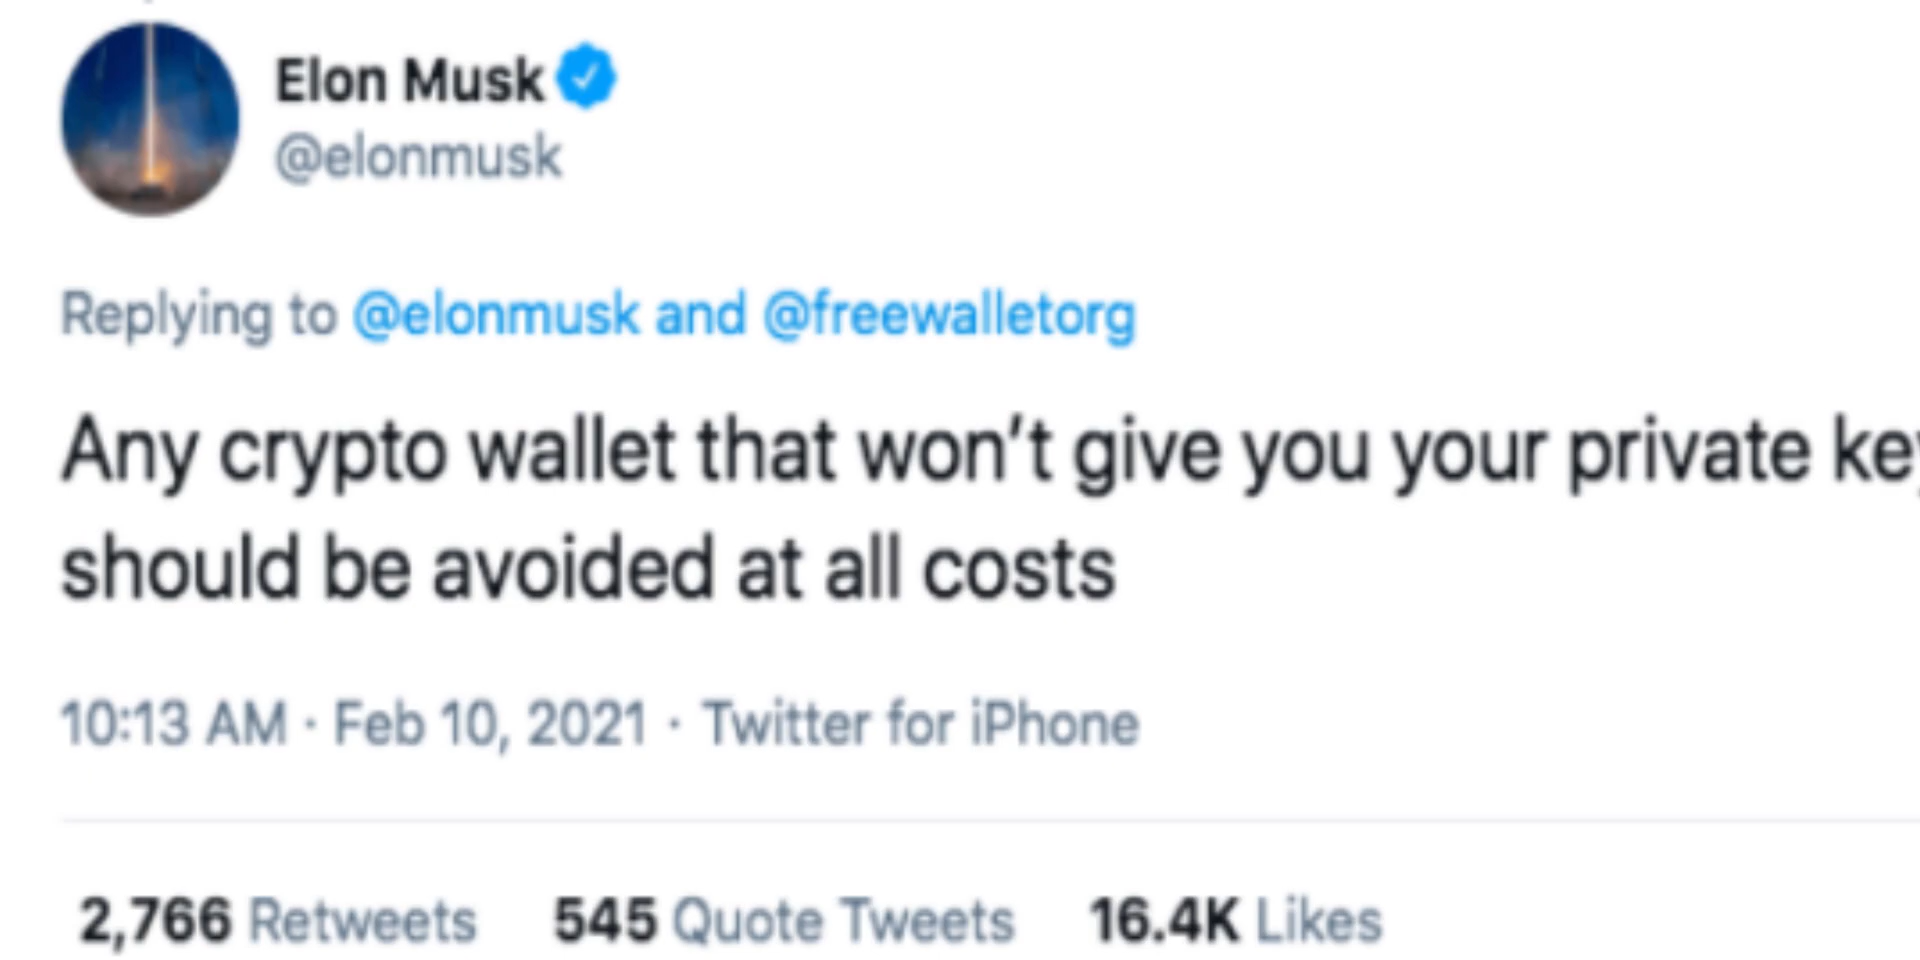 Elon Musk
@elonmusk
Replying to @elonmusk and @freewalletorg
Any crypto wallet that won’t give you your private
should be avoided at all costs
10:13 AM · Feb 10, 2021 · Twitter for iPhone
2,766 Retweets 545 Quote Tweets 16.4K Likes